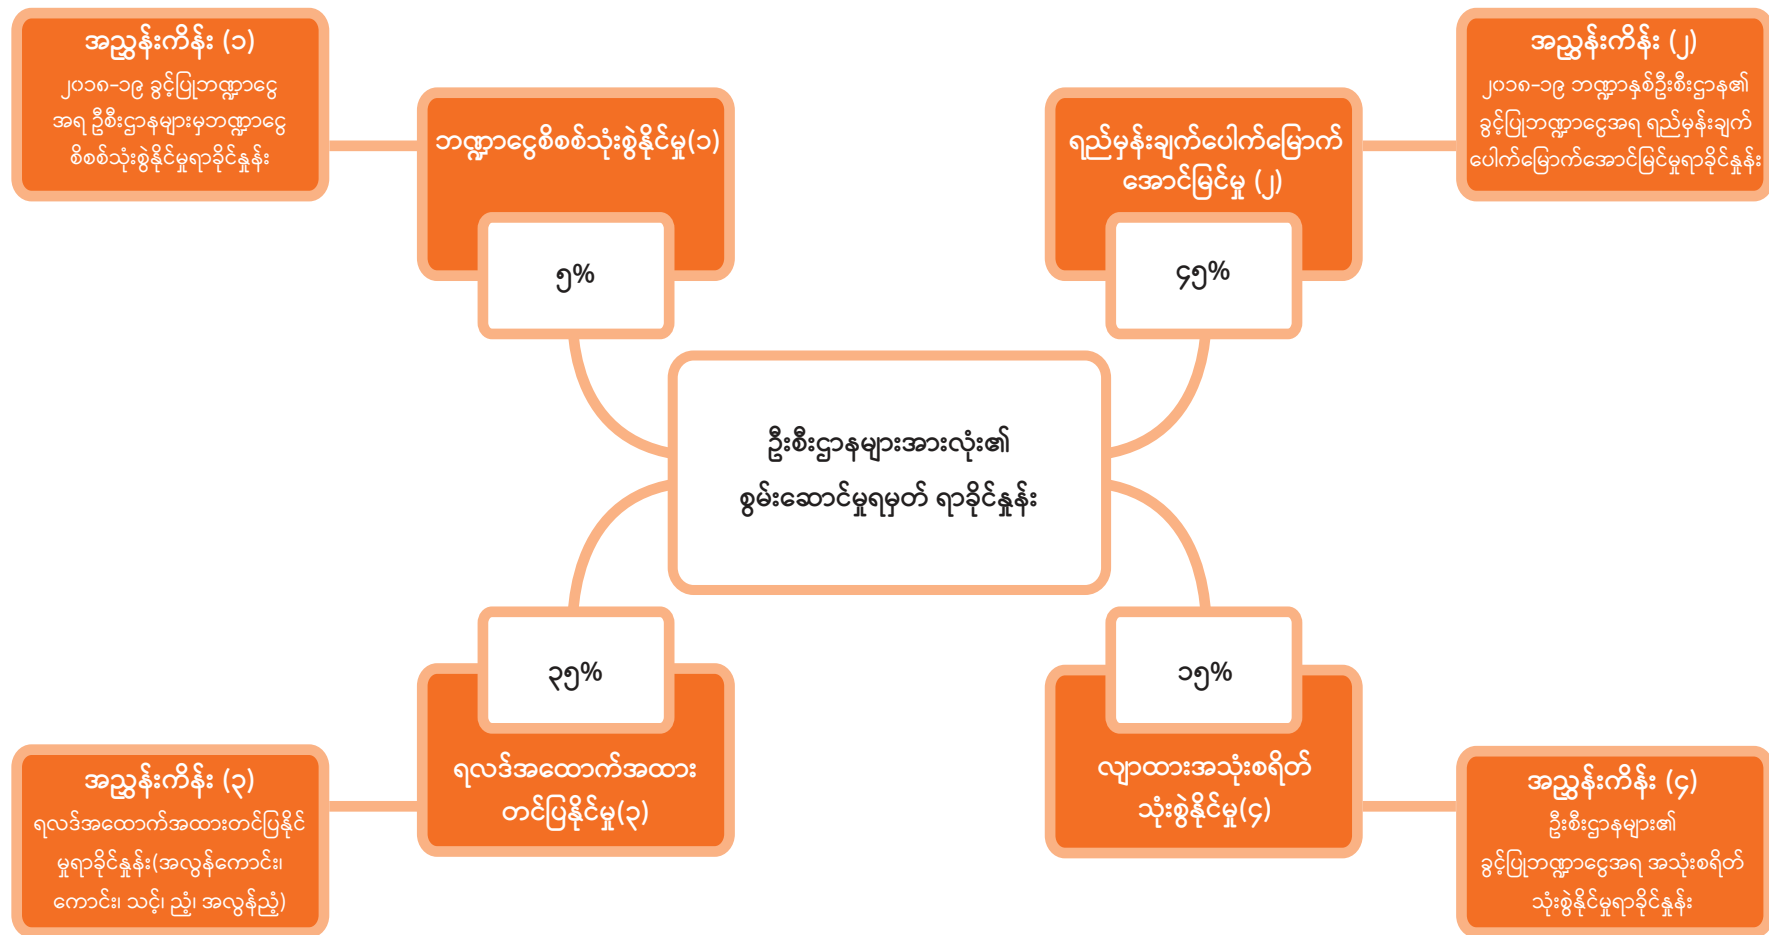 အညွှန်းကိန်း (၁)
၂၀၁၈-၁၉ ခွင့်ပြုဘဏ္ဍာငွေ
အရ ဦစီးဌာနများမှဘဏ္ဍာငွေ
စိစစ်သုံးစွဲနိုင်မှုရာခိုင်နှုန်း
ဘဏ္ဍာငွေစိစစ်သုံးစွဲနိုင်မှု(၁)
၅%
အညွှန်းကိန်း (၂)
၂၀၁၈-၁၉ ဘဏ္ဍာနှစ်ဦးစီးဌာန၏
ခွင့်ပြုဘဏ္ဍာငွေအရ ရည်မှန်းချက်
ပေါက်မြောက်အောင်မြင်မှုရာခိုင်နှုန်း
ရည်မှန်းချက်ပေါက်မြောက်
အောင်မြင်မှု (၂)
၄၅%
ဦးစီးဌာနများအားလုံး၏
စွမ်းဆောင်မှုရမှတ် ရာခိုင်နှုန်း
၃၅%
ရလဒ်အထောက်အထား
တင်ပြနိုင်မှု(၃)
အညွှန်းကိန်း (၃)
ရလဒ်အထောက်အထားတင်ပြနိုင်
မှုရာခိုင်နှုန်း(အလွန်ကောင်း၊
ကောင်း၊ သင့်၊ ညံ့၊ အလွန်ညံ့)
၁၅%
လျာထားအသုံးစရိတ်
သုံးစွဲနိုင်မှု(၄)
အညွှန်းကိန်း (၄)
ဦးစီးဌာနများ၏
ခွင့်ပြုဘဏ္ဍာငွေအရ အသုံးစရိတ်
သုံးစွဲနိုင်မှုရာခိုင်နှုန်း